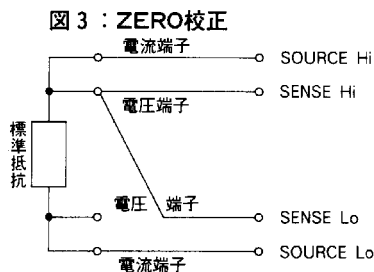 図3：ZERO校正
電流端子
SOURCE Hi
SENSE Hi
電圧端子
標準抵抗
電圧 端子
SENSE Lo
SOURCE Lo
電流端子